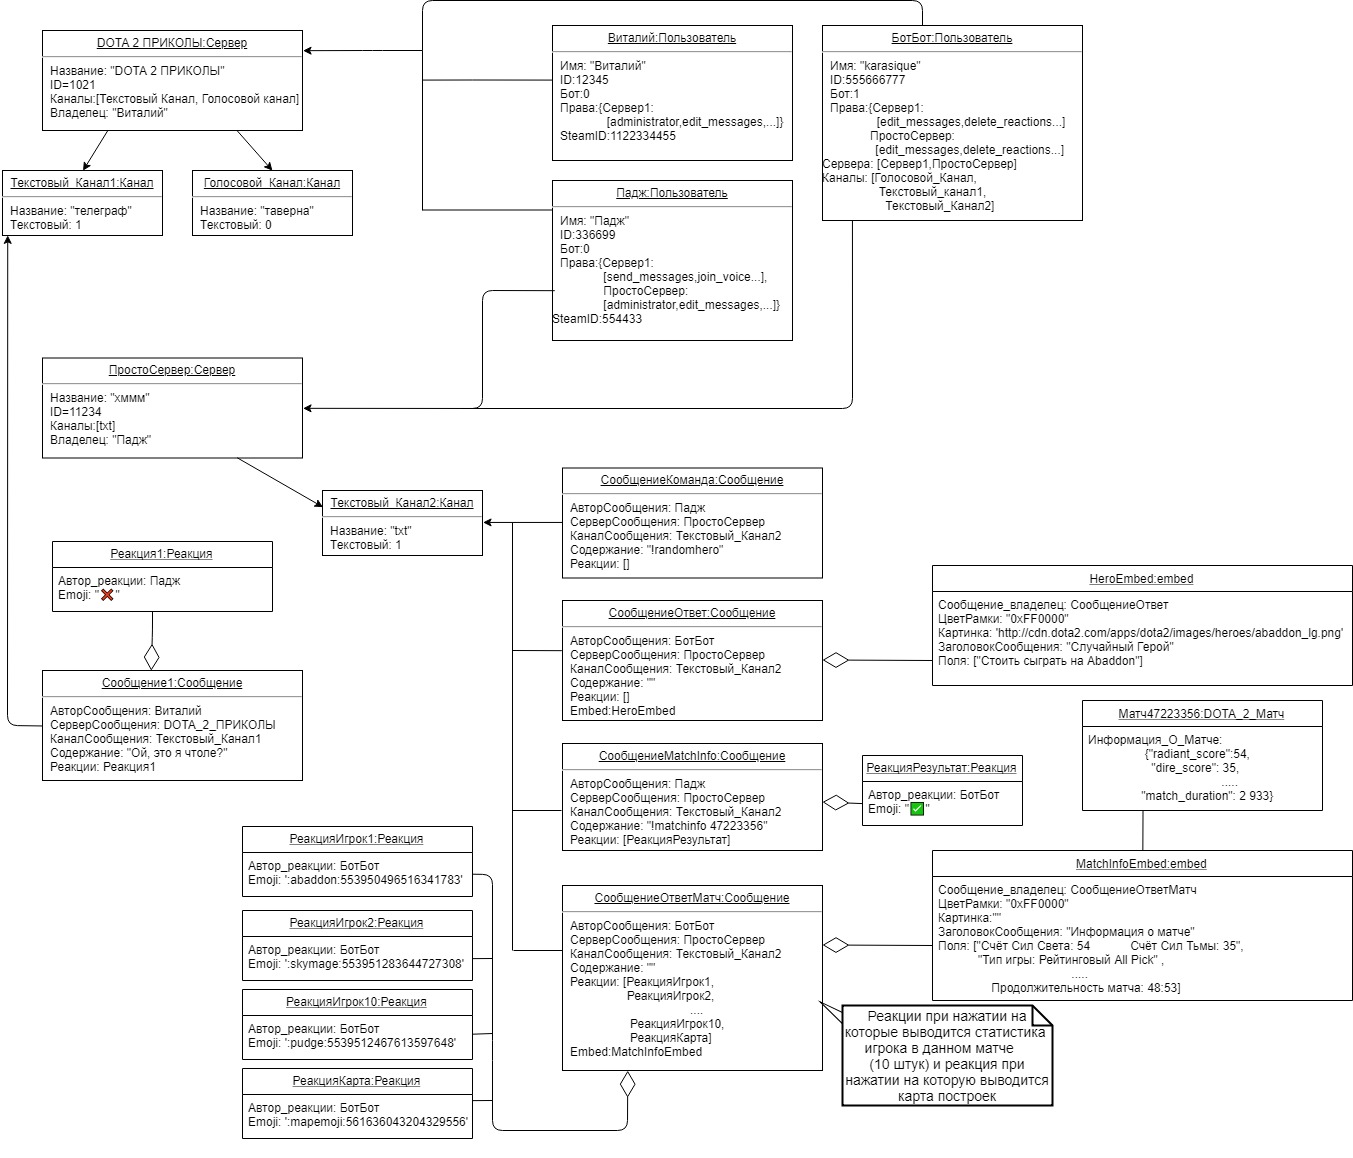 DOTA 2 ПРИКОЛЫ:Сервер
Название: "DOTA 2 ПРИКОЛЫ"
ID=1021
Каналы:[Текстовый Канал, Голосовой канал]
Владелец: "Виталий"
Виталий:Пользователь
Имя: "Виталий"
ID:12345
Бот:0
Права:{Сервер1:
[administrator,edit_messages,...]}
SteamID:1122334455
БотБот:Пользователь
Имя: "karasique"
ID:555666777
Бот:1
Права:{Сервер1:
[edit_messages,delete_reactions...]
ПростоСервер:
[edit_messages,delete_reactions...]
Сервера: [Сервер1,ПростоСервер]
Каналы: [Голосовой_Канал,
Текстовый_канал1,
Текстовый_Канал2]
Текстовый_Канал1:Канал
Название: "телеграф"
Текстовый: 1
Голосовой_Канал:Канал
Название: "таверна"
Текстовый: 0
Падж:Пользователь
Имя: "Падж"
ID:336699
Бот:0
Права:{Сервер1:
[send_messages,join_voice...],
ПростоСервер:
[administrator,edit_messages,...]}
SteamID:554433
ПростоСервер:Сервер
Название: "хммм"
ID=11234
Каналы:[txt]
Владелец: "Падж"
Текстовый_Канал2:Канал
Название: "txt"
Текстовый: 1
СообщениеКоманда:Сообщение
АвторСообщения: Падж
СерверСообщения: ПростоСервер
КаналСообщения: Текстовый_Канал2
Содержание: "!randomhero"
Реакции: []
Реакция1:Реакция
Автор_реакции: Падж
Emoji: "❌"
Сообщение1:Сообщение
АвторСообщения: Виталий
СерверСообщения: DOTA_2_ПРИКОЛЫ
КаналСообщения: Текстовый_Канал1
Содержание: "Ой, это я чтоле?"
Реакции: Реакция1
СообщениеОтвет:Сообщение
АвторСообщения: БотБот
СерверСообщения: ПростоСервер
КаналСообщения: Текстовый_Канал2
Содержание: ""
Реакции: []
Embed:HeroEmbed
HeroEmbed:embed
Сообщение_владелец: СообщениеОтвет
ЦветРамки: "0xFF0000"
Картинка: 'http://cdn.dota2.com/apps/dota2/images/heroes/abaddon_lg.png'
ЗаголовокСообщения: "Случайный Герой"
Поля: ["Стоить сыграть на Abaddon"]
СообщениеMatchInfo:Сообщение
АвторСообщения: Падж
СерверСообщения: ПростоСервер
КаналСообщения: Текстовый_Канал2
Содержание: "!matchinfo 47223356"
Реакции: [РеакцияРезультат]
РеакцияРезультат:Реакция
Автор_реакции: БотБот
Emoji: "✅"
Матч47223356:DOTA_2_Матч
Информация_О_Матче:
{"radiant_score":54,
"dire_score": 35,
.....
"match_duration": 2 933}
РеакцияИгрок1:Реакция
Автор_реакции: БотБот
Emoji: ':abaddon:553950496516341783'
РеакцияИгрок2:Реакция
Автор_реакции: БотБот
Emoji: ':skymage:553951283644727308'
РеакцияИгрок10:Реакция
Автор_реакции: БотБот
Emoji: ':pudge:5539512467613597648'
РеакцияКарта:Реакция
Автор_реакции: БотБот
Emoji: ':mapemoji:561636043204329556'
СообщениеОтветМатч:Сообщение
АвторСообщения: БотБот
СерверСообщения: ПростоСервер
КаналСообщения: Текстовый_Канал2
Содержание: ""
Реакции: [РеакцияИгрок1,
РеакцияИгрок2,
....
РеакцияИгрок10,
РеакцияКарта]
Embed:MatchInfoEmbed
MatchInfoEmbed:embed
Сообщение_владелец: СообщениеОтветМатч
ЦветРамки: "0xFF0000"
Картинка:""
ЗаголовокСообщения: "Информация о матче"
Поля: ["Счёт Сил Света: 54 Счёт Сил Тьмы: 35",
"Тип игры: Рейтинговый All Pick" ,
.....
Продолжительность матча: 48:53]
Реакции при нажатии на
которые выводится статистика
игрока в данном матче
(10 штук) и реакция при
нажатии на которую выводится
карта построек